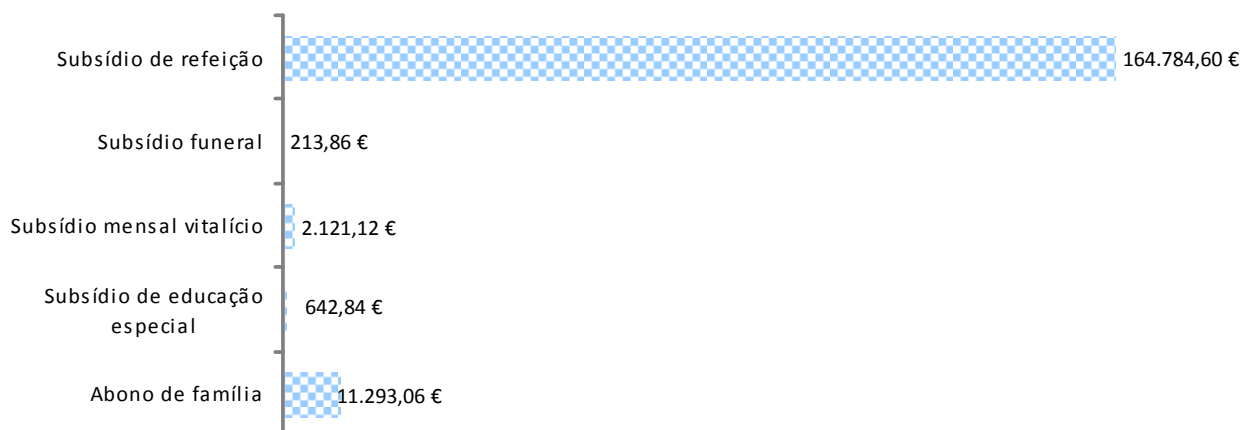 Subsídio de refeição
164.784,60 €
Subsídio funeral
213,86 €
Subsídio mensal vitalício
2.121,12 €
Subsídio de educação
especial
642,84 €
Abono de família
11.293,06 €